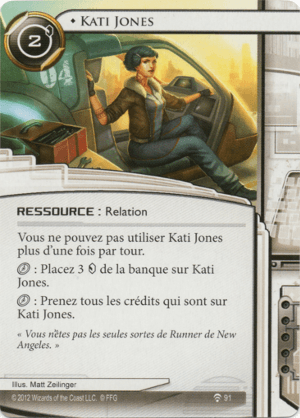 2
• KATI JONES
RESSOURCE : Relation
Vous ne pouvez pas utiliser Kati Jones
plus d'une fois par tour.
: Placez 3 de la banque sur Kati
Jones.
: Prenez tous les crédits qui sont sur
Kati Jones.
« Vous n'êtes pas les seules sortes de Runner de New
Angeles. »
Illus. Matt Zeilinger
©2012 Wizards of the Coast LLC. © FFG
91